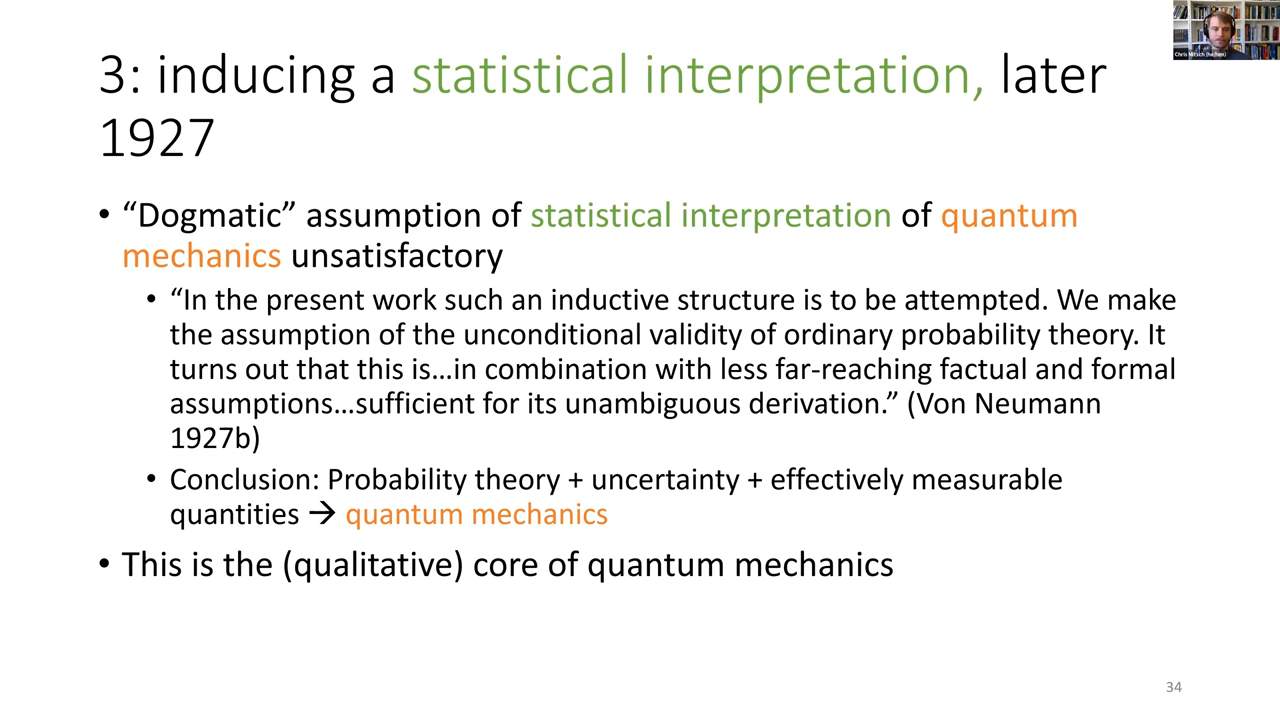 3: inducing a statistical interpretation, later
1927
• “Dogmatic” assumption of statistical interpretation of quantum
mechanics unsatisfactory
• “In the present work such an inductive structure is to be attempted. We make
the assumption of the unconditional validity of ordinary probability theory. It
turns out that this is…in combination with less far-reaching factual and formal
assumptions…sufficient for its unambiguous derivation.” (Von Neumann
1927b)
• Conclusion: Probability theory + uncertainty + effectively measurable
quantities → quantum mechanics
• This is the (qualitative) core of quantum mechanics
34
Chris Mitsch (he/him)